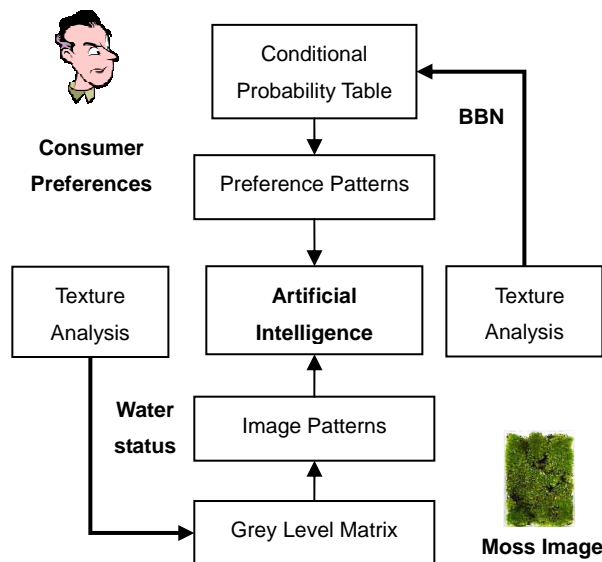 Conditional
Probability Table
BBN
Consumer
Preferences
Preference Patterns
Texture
Analysis
Artificial
Intelligence
Texture
Analysis
Water
status
Image Patterns
Grey Level Matrix
Moss Image